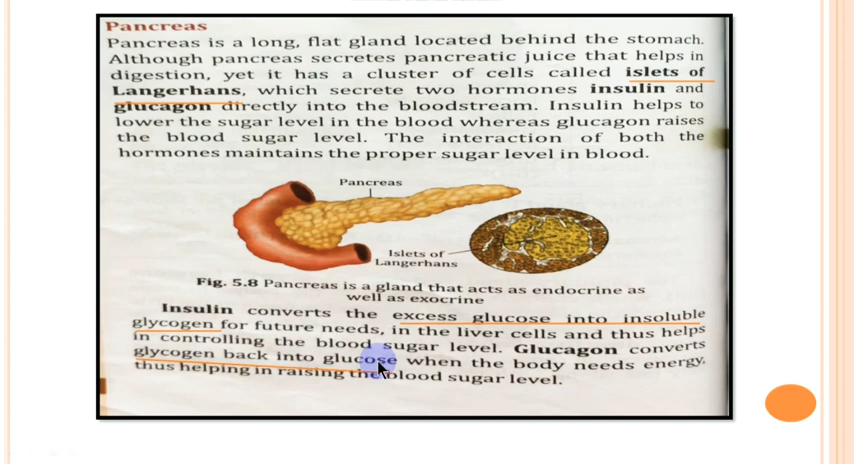 Pancreas
Pancreas is a long, flat gland located behind the stomach.
Although pancreas secretes pancreatic juice that helps in
digestion, yet it has a cluster of cells called islets of
Langerhans, which secrete two hormones insulin and
glucagon directly into the bloodstream. Insulin helps to
lower the sugar level in the blood whereas glucagon raises
the blood sugar level. The interaction of both the
hormones maintains the proper sugar level in blood.
Pancreas
Islets of
Langerhans
Fig. 5.8 Pancreas is a gland that acts as endocrine as
well as exocrine
Insulin converts the excess glucose into insoluble
glycogen for future needs, in the liver cells and thus helps
in controlling the blood sugar level. Glucagon converts
glycogen back into glucose when the body needs energy,
thus helping in raising the blood sugar level.